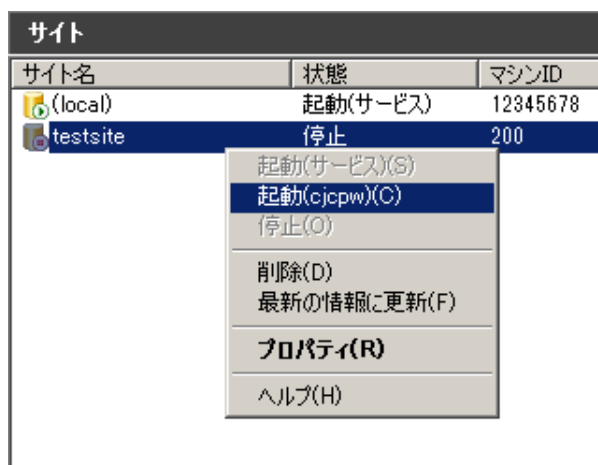 サイト
サイト名 状態 マシンID
(local) 起動(サービス) 12345678
testsite 停止 200
起動(サービス)(S)
起動(cjcpw)(C)
停止(O)
削除(D)
最新の情報に更新(F)
プロパティ(R)
ヘルプ(H)